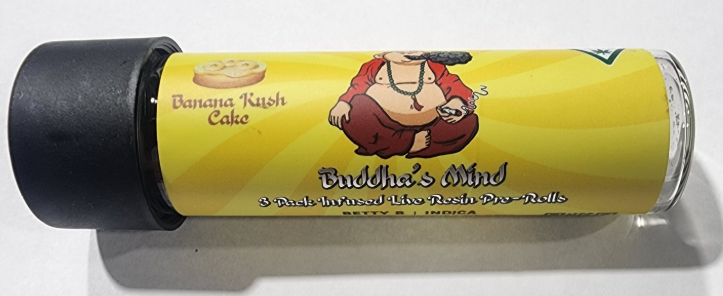 Banana Kush
Cake
Buddha's Mind
3 Pack Infused Live Resin Pre-Rolls
BETTY B | INDICA